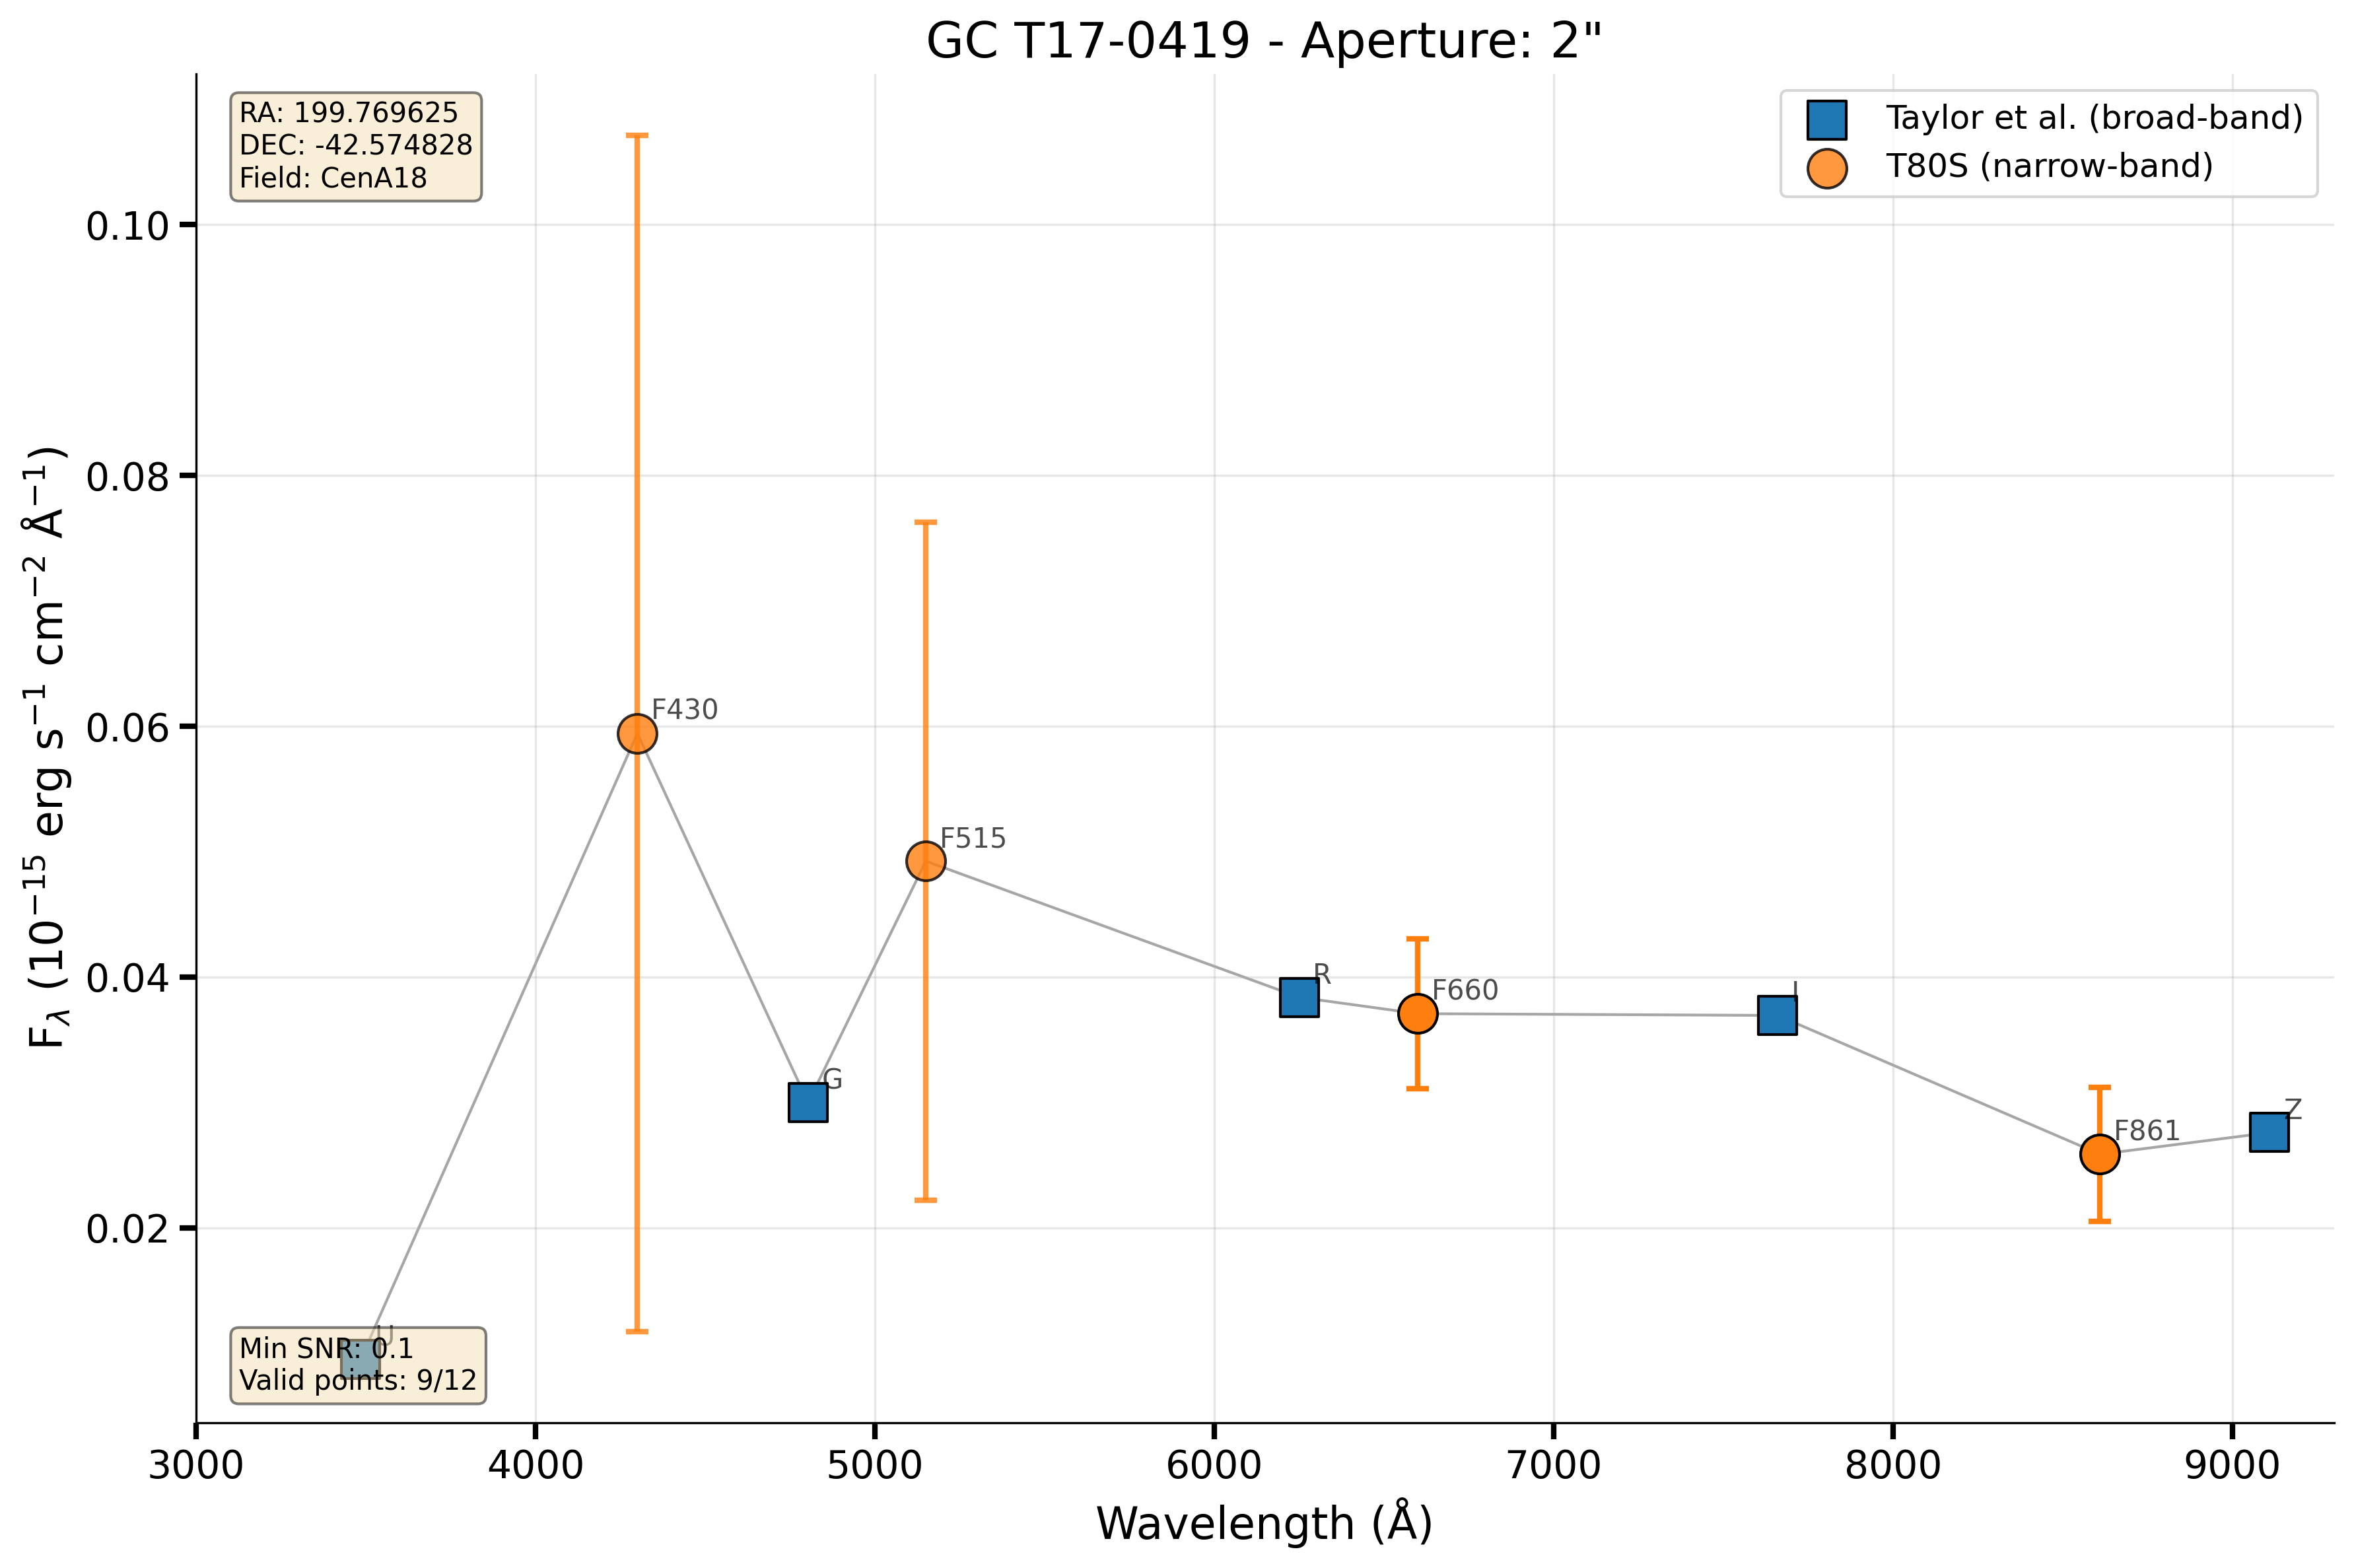 GC T17-0419 - Aperture: 2"
RA: 199.769625
DEC: -42.574828
Field: CenA18
Taylor et al. (broad-band)
T80S (narrow-band)
F_λ (10⁻¹⁵ erg s⁻¹ cm⁻² Å⁻¹)
0.10
0.08
0.06
0.04
0.02
F430
F515
G
R
F660
I
F861
Z
U
Min SNR: 0.1
Valid points: 9/12
3000 4000 5000 6000 7000 8000 9000
Wavelength (Å)